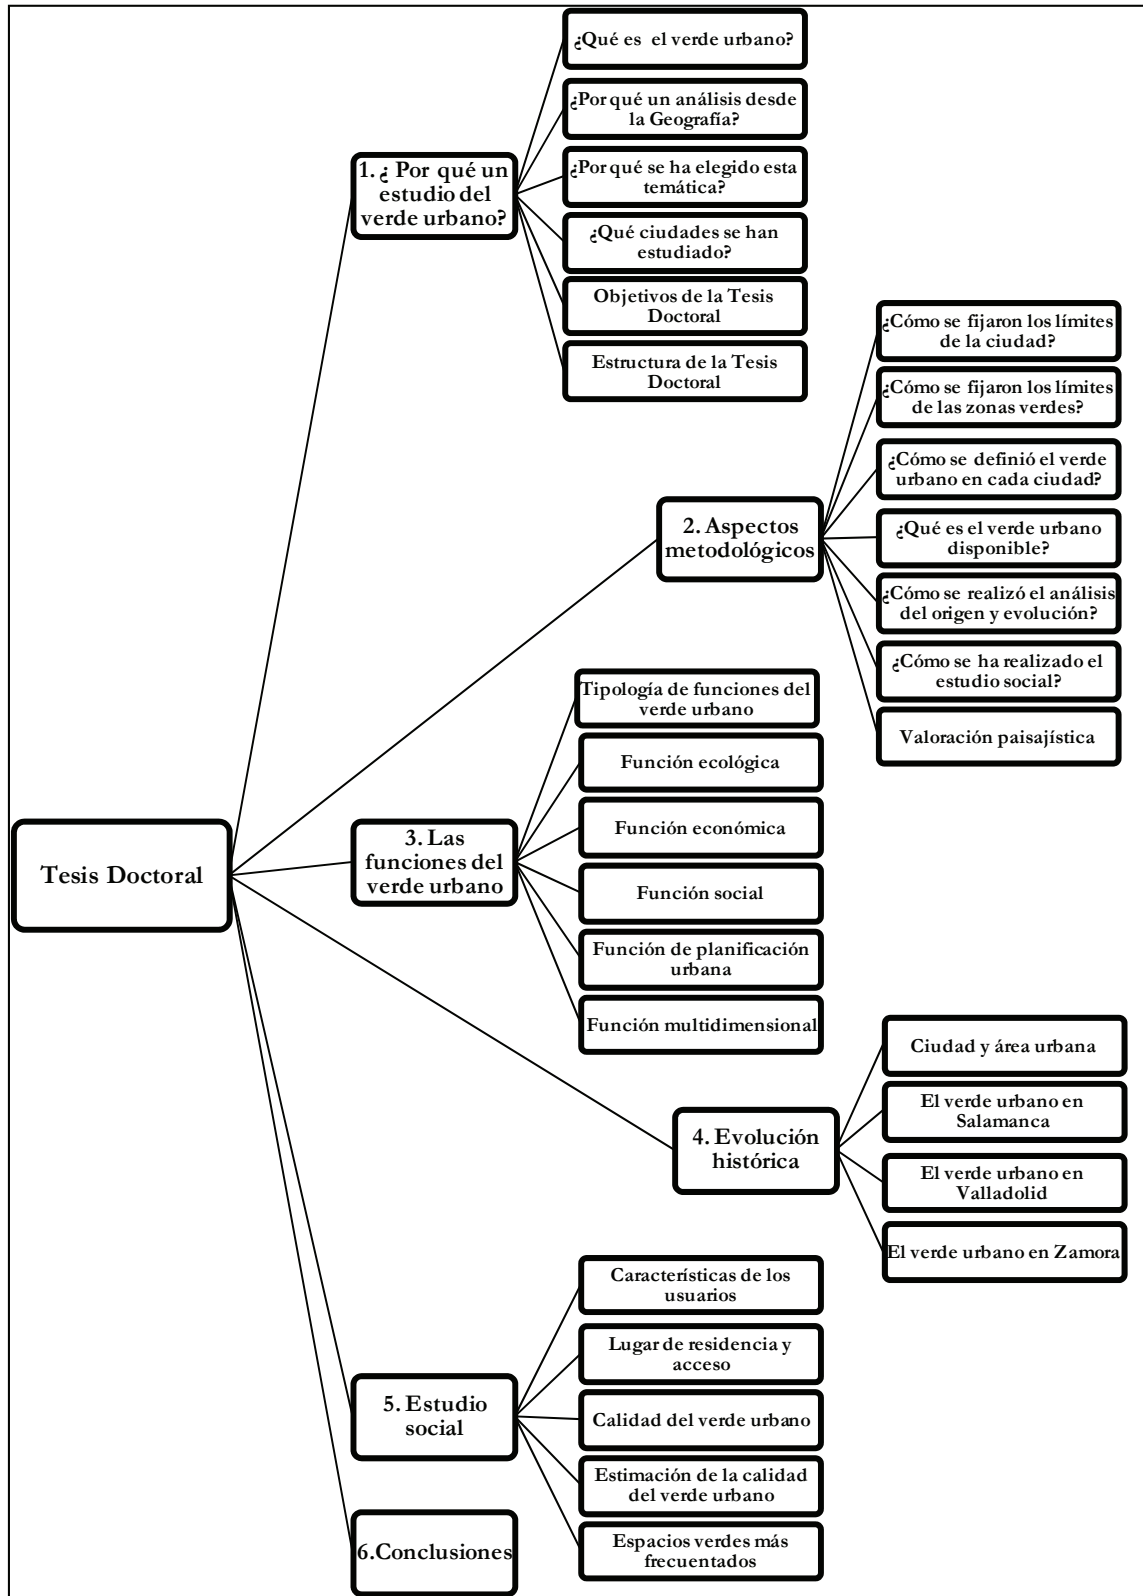 Tesis Doctoral
1. ¿ Por qué un
estudio del
verde urbano?
¿Qué es el verde urbano?
¿Por qué un análisis desde
la Geografía?
¿Por qué se ha elegido esta
temática?
¿Qué ciudades se han
estudiado?
Objetivos de la Tesis
Doctoral
Estructura de la Tesis
Doctoral
2. Aspectos
metodológicos
¿Cómo se fijaron los límites
de la ciudad?
¿Cómo se fijaron los límites
de las zonas verdes?
¿Cómo se definió el verde
urbano en cada ciudad?
¿Qué es el verde urbano
disponible?
¿Cómo se realizó el análisis
del origen y evolución?
¿Cómo se ha realizado el
estudio social?
Valoración paisajística
3. Las
funciones del
verde urbano
Tipología de funciones del
verde urbano
Función ecológica
Función económica
Función social
Función de planificación
urbana
Función multidimensional
4. Evolución
histórica
Ciudad y área urbana
El verde urbano en
Salamanca
El verde urbano en
Valladolid
El verde urbano en Zamora
5. Estudio
social
Características de los
usuarios
Lugar de residencia y
acceso
Calidad del verde urbano
Estimación de la calidad
del verde urbano
Espacios verdes más
frecuentados
6.Conclusiones